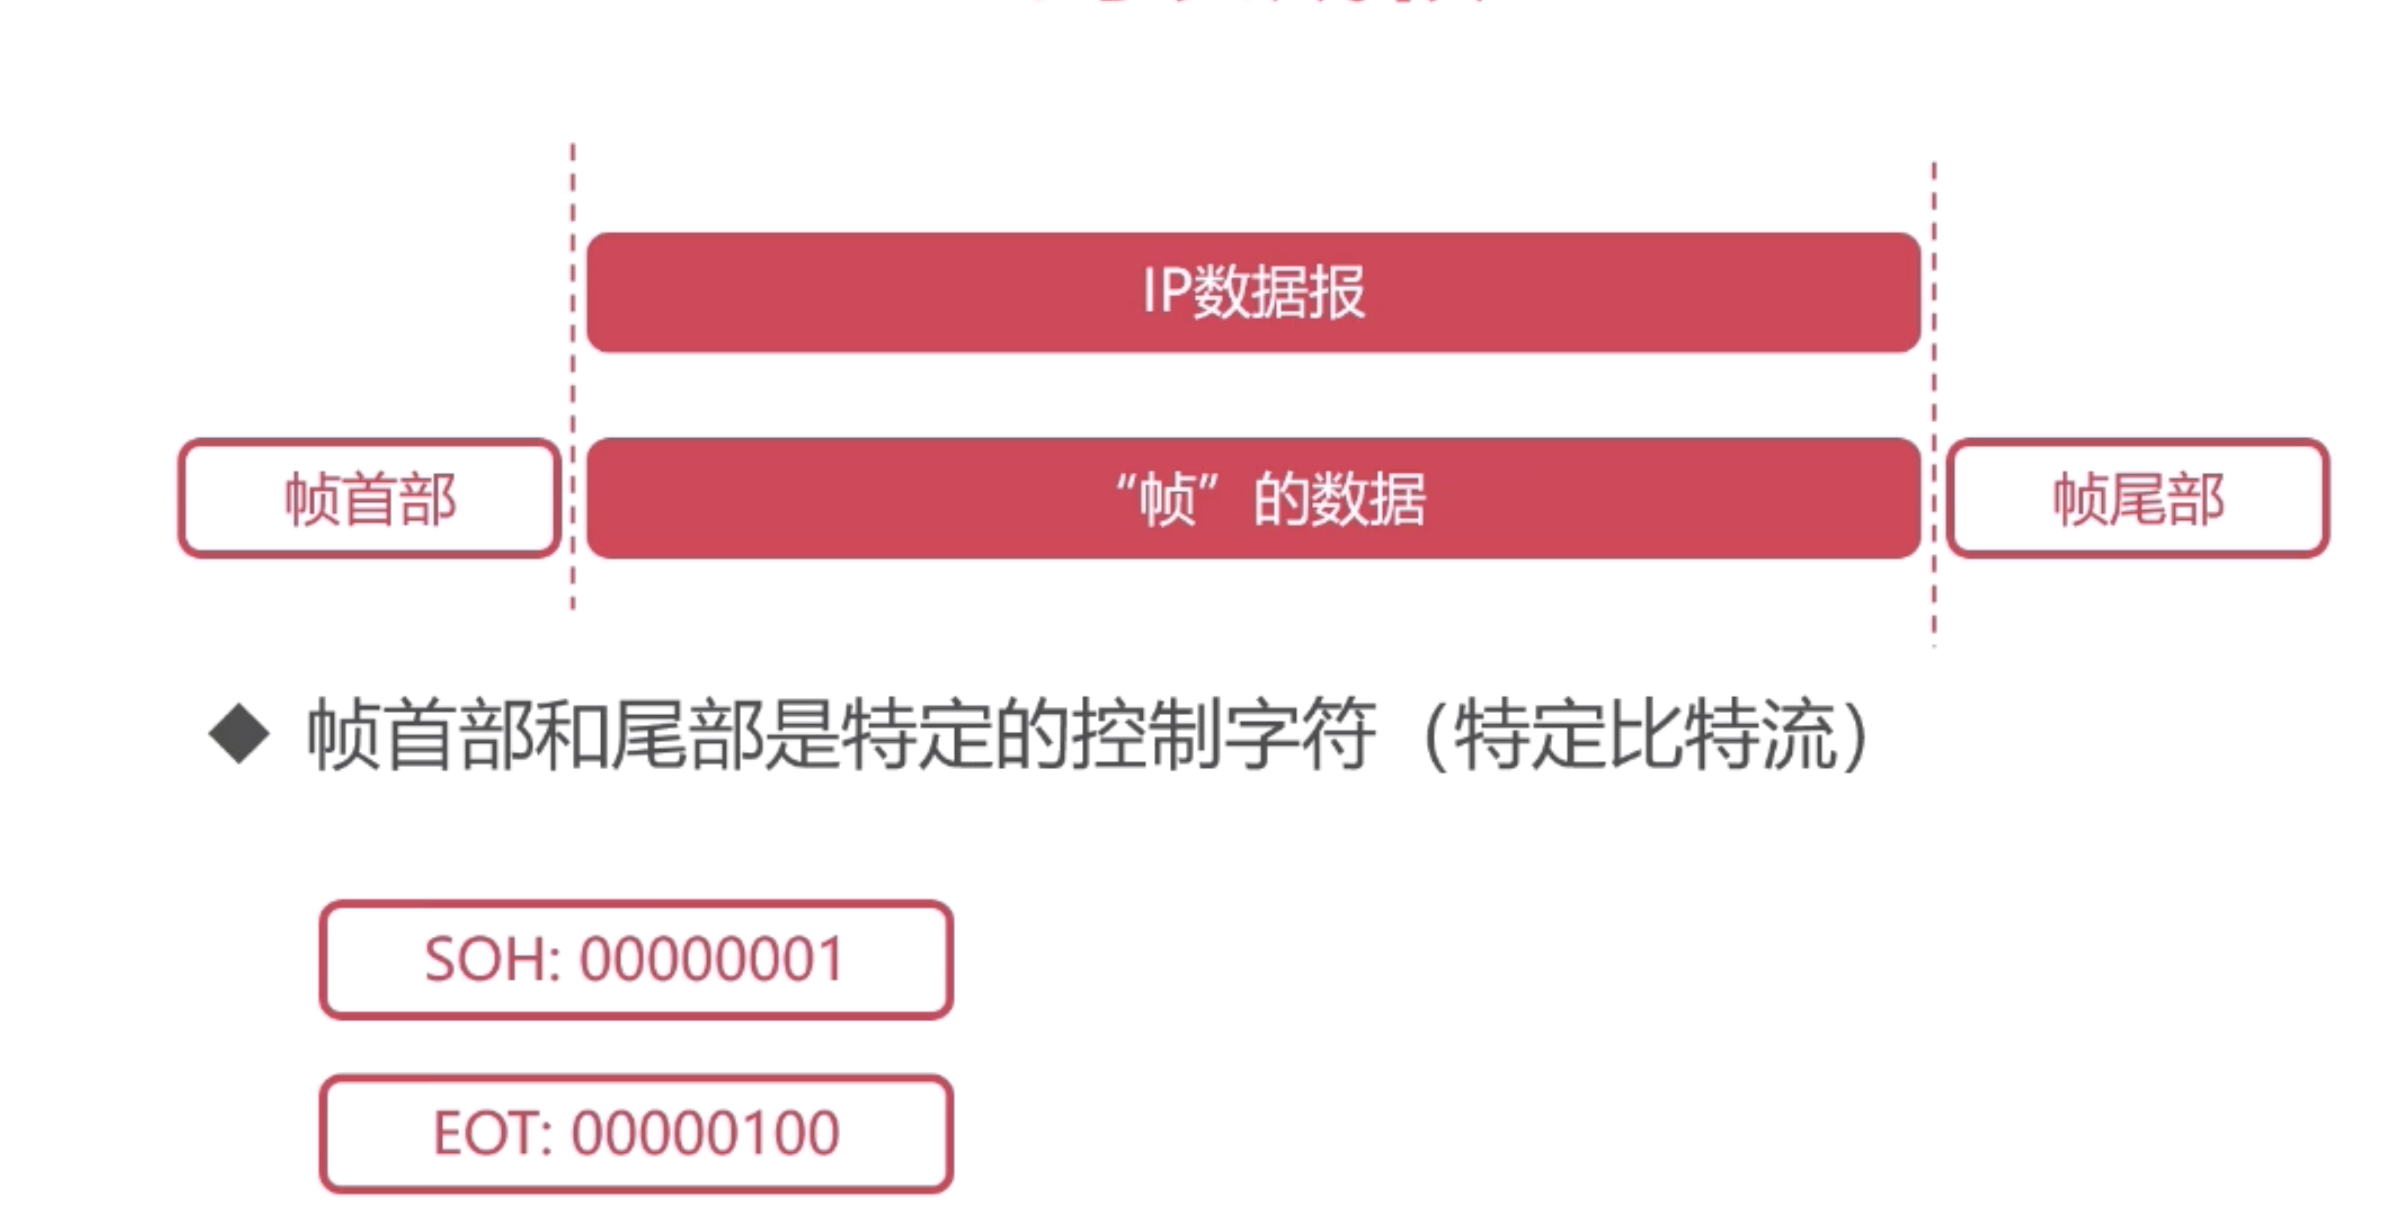 IP数据报
帧首部
“帧”的数据
帧尾部
◆ 帧首部和尾部是特定的控制字符（特定比特流）
SOH: 00000001
EOT: 00000100